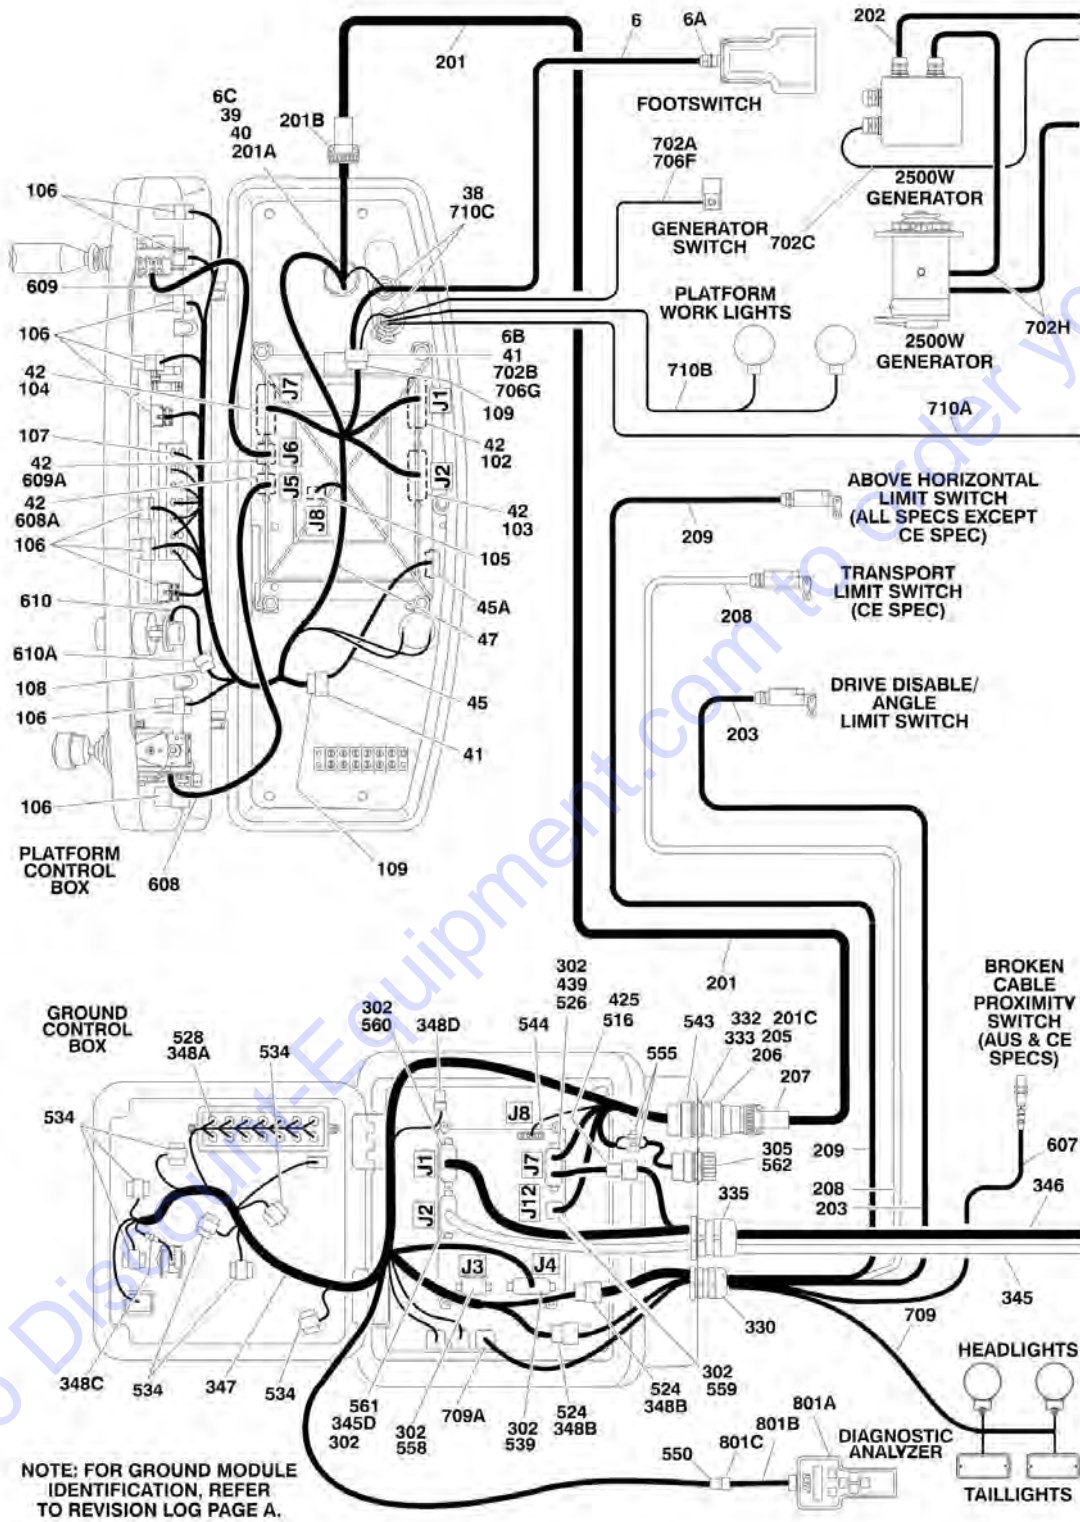 6
6A
202
201
FOOTSWITCH
6C
39
40
201A
201B
702A
706F
2500W
GENERATOR
106
38
710C
GENERATOR
SWITCH
702C
609
PLATFORM
WORK LIGHTS
702H
106
6B
41
702B
706G
109
2500W
GENERATOR
42
104
J7
J1
710B
710A
107
42
102
42
609A
J6
J5
J2
42
608A
J8
42
103
ABOVE HORIZONTAL
LIMIT SWITCH
(ALL SPECS EXCEPT
CE SPEC)
209
106
105
610
45A
TRANSPORT
LIMIT SWITCH
(CE SPEC)
208
47
610A
108
45
DRIVE DISABLE/
ANGLE
LIMIT SWITCH
203
106
41
106
PLATFORM
CONTROL
BOX
608
109
201
BROKEN
CABLE
PROXIMITY
SWITCH
(AUS & CE
SPECS)
GROUND
CONTROL
BOX
302
560
348D
302
439
526
544
425
516
543
332
333
201C
205
206
528
348A
534
555
207
534
J8
J1
J7
305
562
209
607
J2
J12
335
208
203
346
J3
J4
345
709
330
348C
534
347
534
561
345D
302
302
558
709A
302
539
524
348B
524
348B
302
559
HEADLIGHTS
801A
801B
801C
550
DIAGNOSTIC
ANALYZER
TAILLIGHTS
NOTE: FOR GROUND MODULE
IDENTIFICATION, REFER
TO REVISION LOG PAGE A.
Discount-Equipment.com to order yo